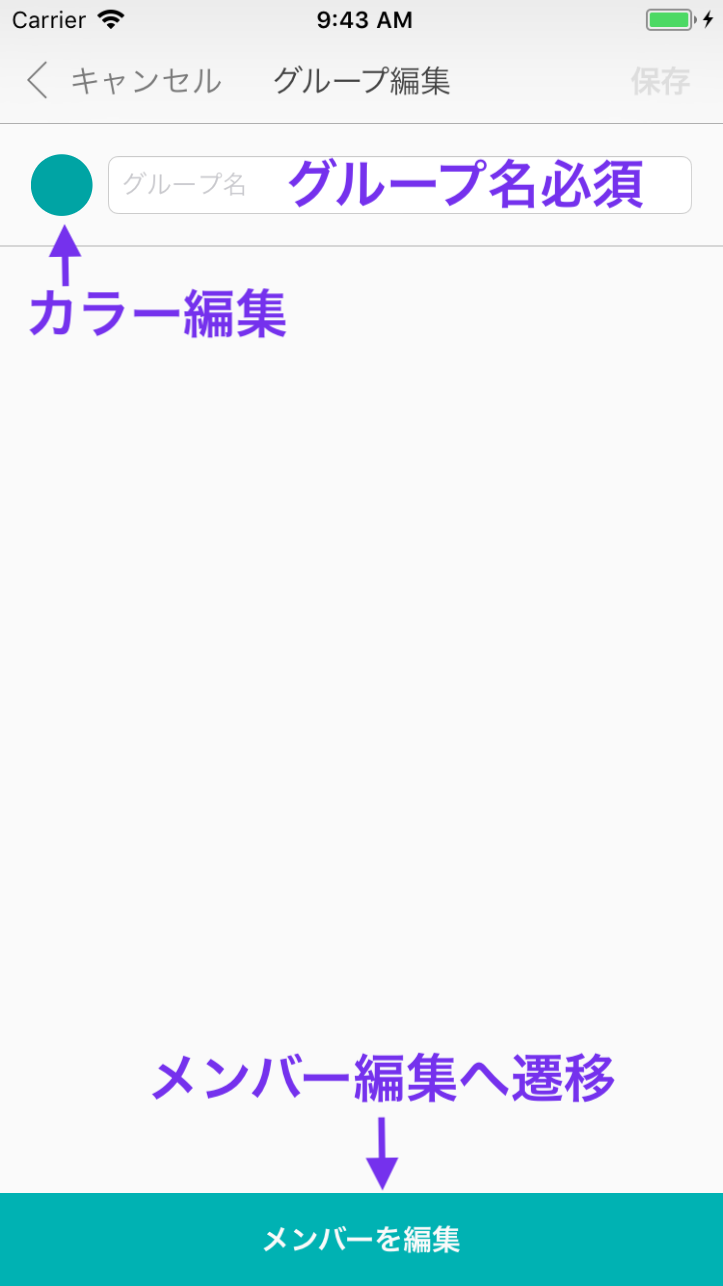 Carrier 9:43 AM
キャンセル グループ編集 保存
グループ名 グループ名必須
カラー編集
メンバー編集へ遷移
メンバーを編集